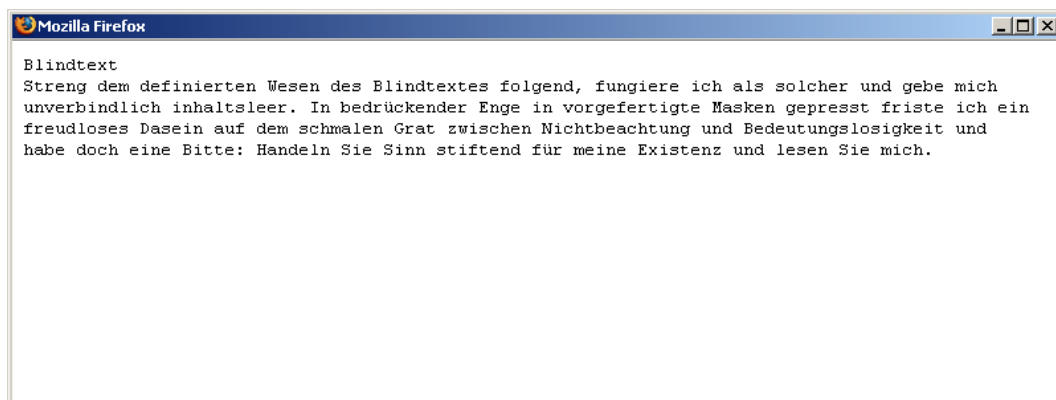 Mozilla Firefox
Blindtext
Streng dem definierten Wesen des Blindtextes folgend, fungiere ich als solcher und gebe mich
unverbindlich inhaltsleer. In bedrückender Enge in vorgefertigte Masken gepresst friste ich ein
freudloses Dasein auf dem schmalen Grat zwischen Nichtbeachtung und Bedeutungslosigkeit und
habe doch eine Bitte: Handeln Sie Sinn stiftend für meine Existenz und lesen Sie mich.